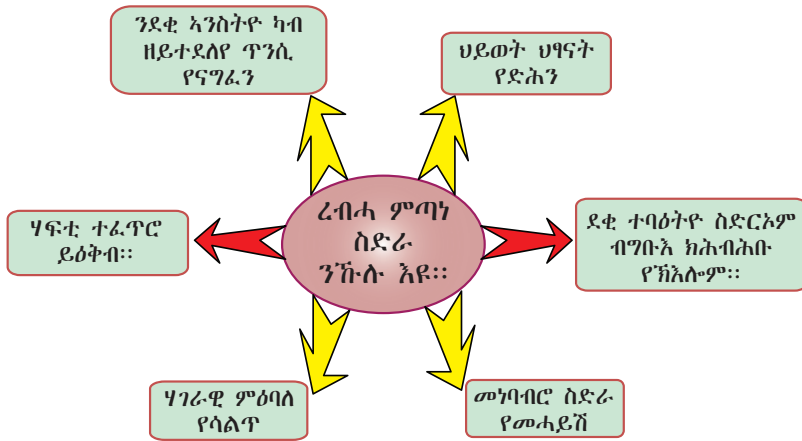 ንደቂ ኣንስትዮ ካብ
ዘይተደለየ ጥንሲ
የናግፈን
ህይወት ህፃናት
የድሕን
ረብሓ ምጣነ
ስድራ
ንኹሉ እዩ፡፡
ሃፍቲ ተፈጥሮ
ይዕቅብ፡፡
ደቂ ተባዕትዮ ስድርኦም
ብግቡእ ክሕብሕቡ
የኽእሎም፡፡
ሃገራዊ ምዕባለ
የሳልጥ
መነባብሮ ስድራ
የመሓይሽ